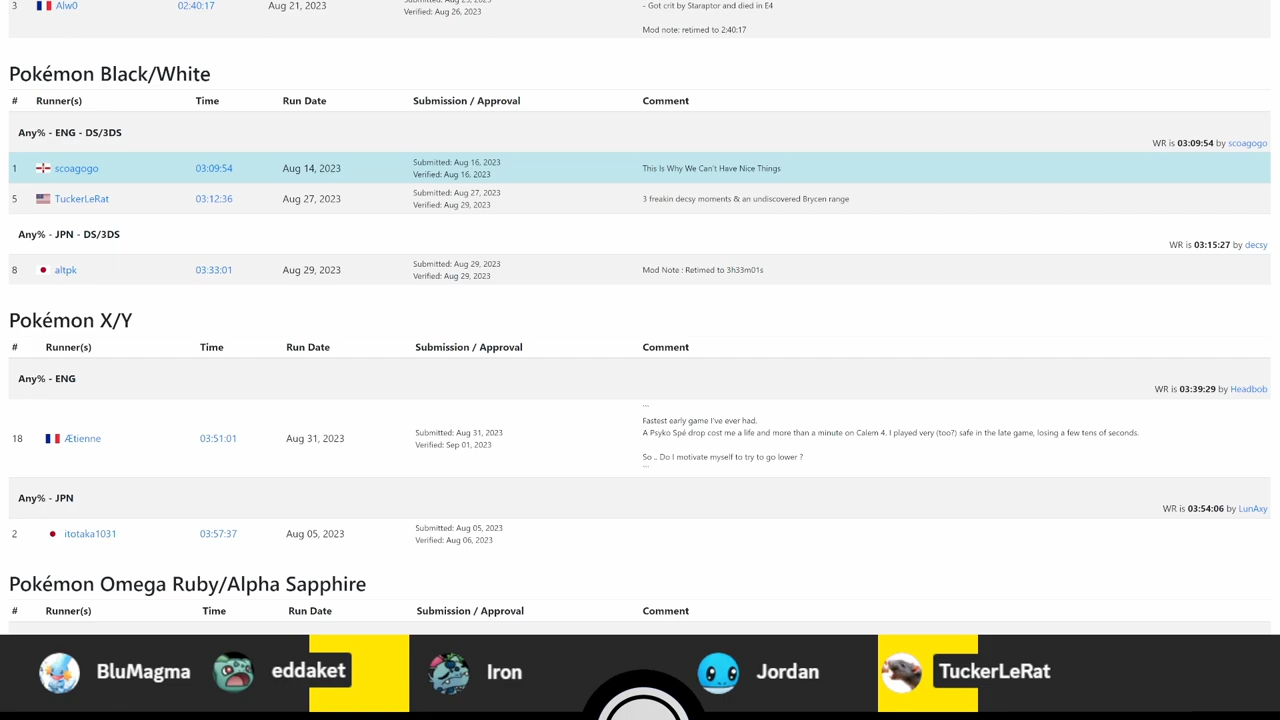 3 Alw0 02:40:17 Aug 21, 2023 Verified: Aug 26, 2023 - Got crit by Staraptor and died in E4
Mod note: retimed to 2:40:17
Pokémon Black/White
# Runner(s) Time Run Date Submission / Approval Comment
Any% - ENG - DS/3DS
WR is 03:09:54 by scoagogo
1 scoagogo 03:09:54 Aug 14, 2023 Submitted: Aug 16, 2023 This Is Why We Can't Have Nice Things
Verified: Aug 16, 2023
5 TuckerLeRat 03:12:36 Aug 27, 2023 Submitted: Aug 27, 2023 3 freakin decsy moments & an undiscovered Brycen range
Verified: Aug 29, 2023
Any% - JPN - DS/3DS
WR is 03:15:27 by decsy
8 altpk 03:33:01 Aug 29, 2023 Submitted: Aug 29, 2023 Mod Note : Retimed to 3h33m01s
Verified: Aug 29, 2023
Pokémon X/Y
# Runner(s) Time Run Date Submission / Approval Comment
Any% - ENG
WR is 03:39:29 by Headbob
```
Fastest early game I've ever had.
18 Ætienne 03:51:01 Aug 31, 2023 Submitted: Aug 31, 2023 A Psyko Spé drop cost me a life and more than a minute on Calem 4. I played very (too?) safe in the late game, losing a few tens of seconds.
Verified: Sep 01, 2023
So .. Do I motivate myself to try to go lower ?
```
Any% - JPN
WR is 03:54:06 by LunAxy
2 itotaka1031 03:57:37 Aug 05, 2023 Submitted: Aug 05, 2023
Verified: Aug 06, 2023
Pokémon Omega Ruby/Alpha Sapphire
# Runner(s) Time Run Date Submission / Approval Comment
BluMagma eddaket Iron Jordan TuckerLeRat